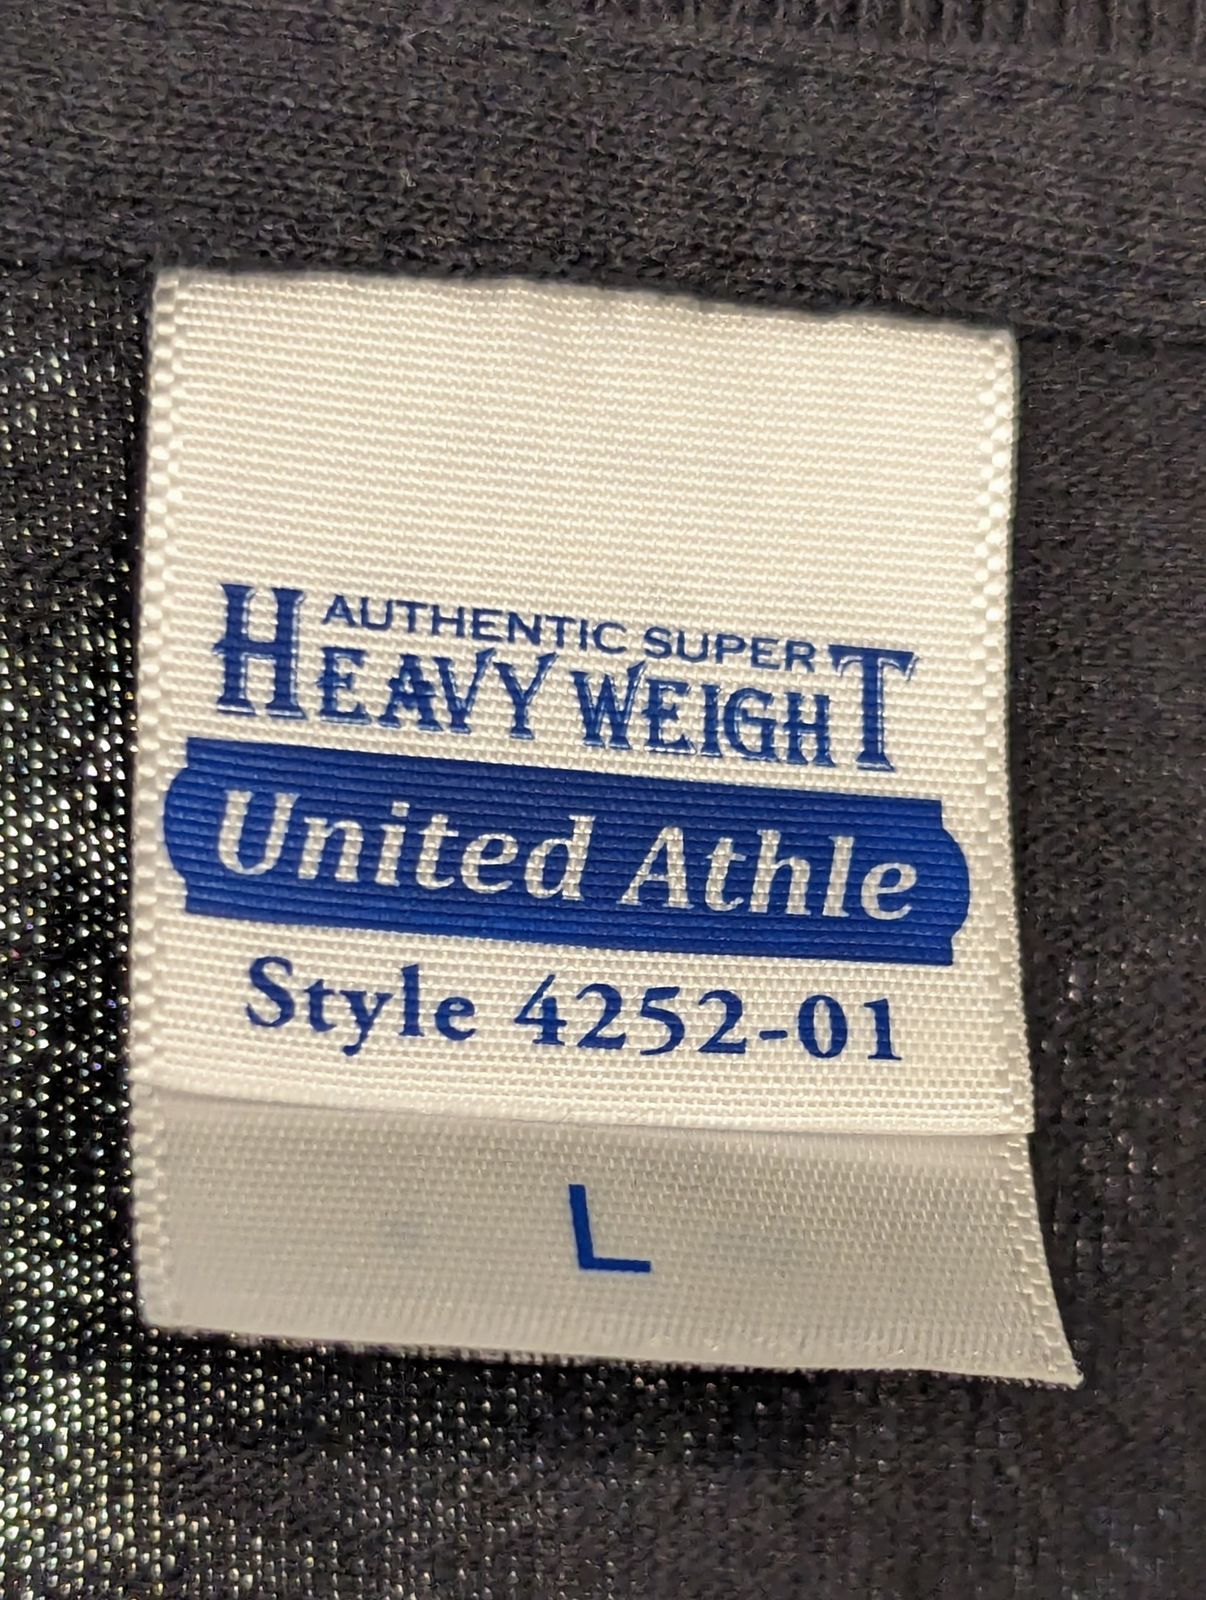 AUTHENTIC SUPER
HEAVY WEIGHT
United Athle
Style 4252-01
L